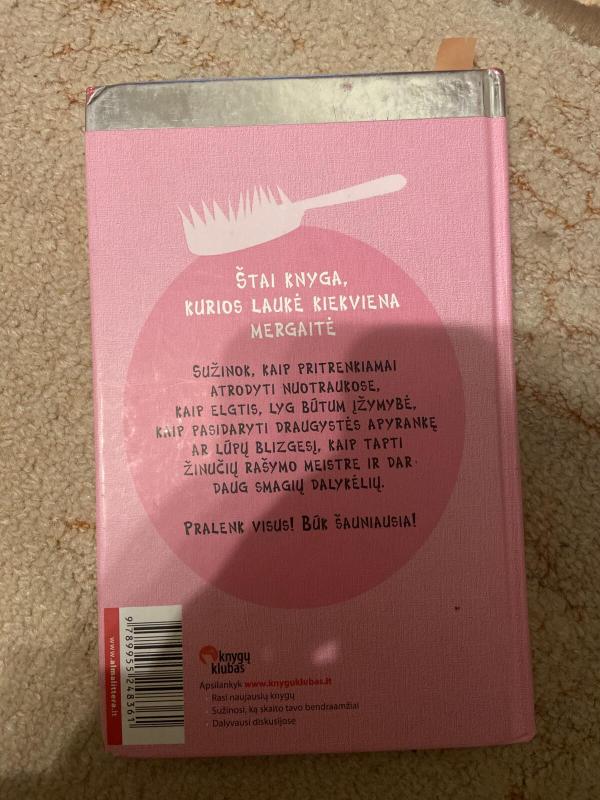 ŠTAI KNYGA,
KURIOS LAUKĖ KIEKVIENA
MERGAITĖ
SUŽINOK, KAIP PRITRENKIAMAI
ATRODYTI NUOTRAUKOSE,
KAIP ELGTIS, LYG BŪTUM ĮŽYMYBĖ,
KAIP PASIDARYTI DRAUGYSTĖS APYRANKĘ
AR LŪPŲ BLIZGESĮ, KAIP TAPTI
ŽINUČIŲ RAŠYMO MEISTRE IR DAR
DAUG SMAGIŲ DALYKĖLIŲ.
PRALENK VISUS! BŪK ŠAUNIAUSIA!
www.almalittera.lt
9789955248361
knygų
klubas
Apsilankyk www.knyguklubas.lt
Rasi naujausių knygų
Sužinosi, ką skaito tavo bendraamžiai
Dalyvausi diskusijose